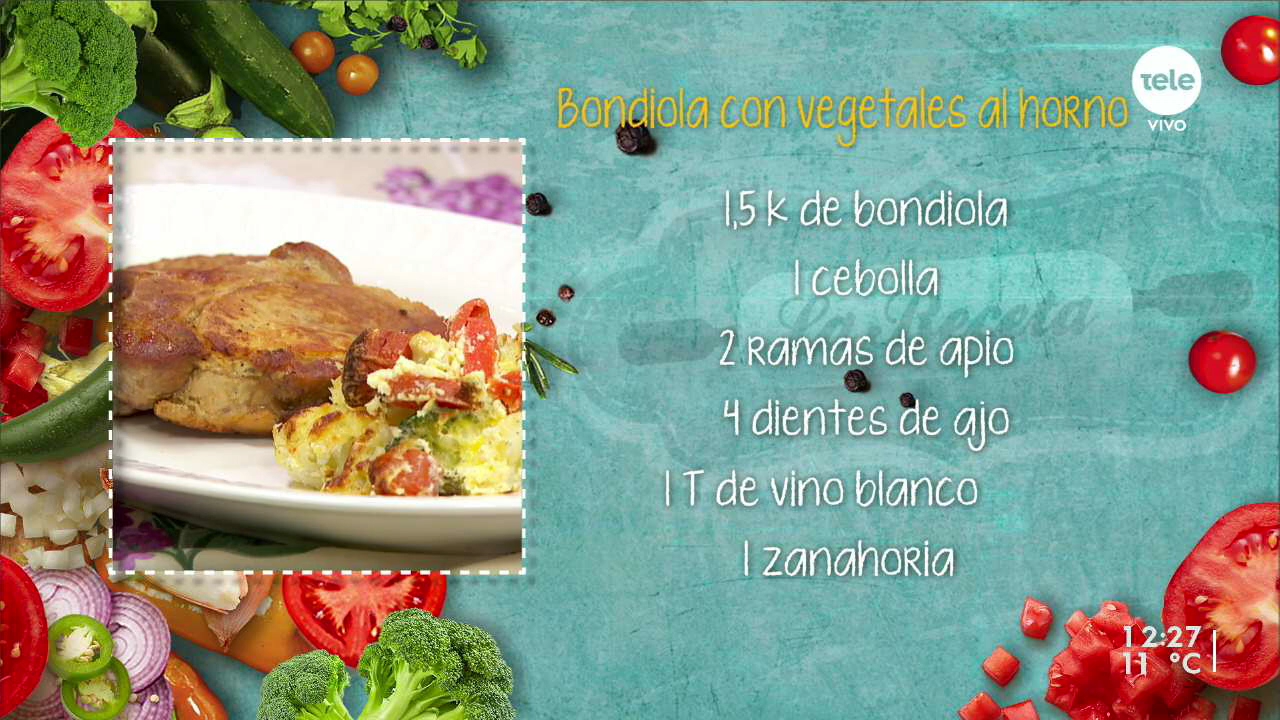 tele
VIVO
Bondiola con vegetales al horno
1,5 k de bondiola
1 cebolla
2 ramas de apio
4 dientes de ajo
1 T de vino blanco
1 zanahoria
12:27
11 °C